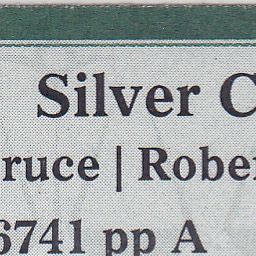 Silver C
ruce | Rober
6741 pp A